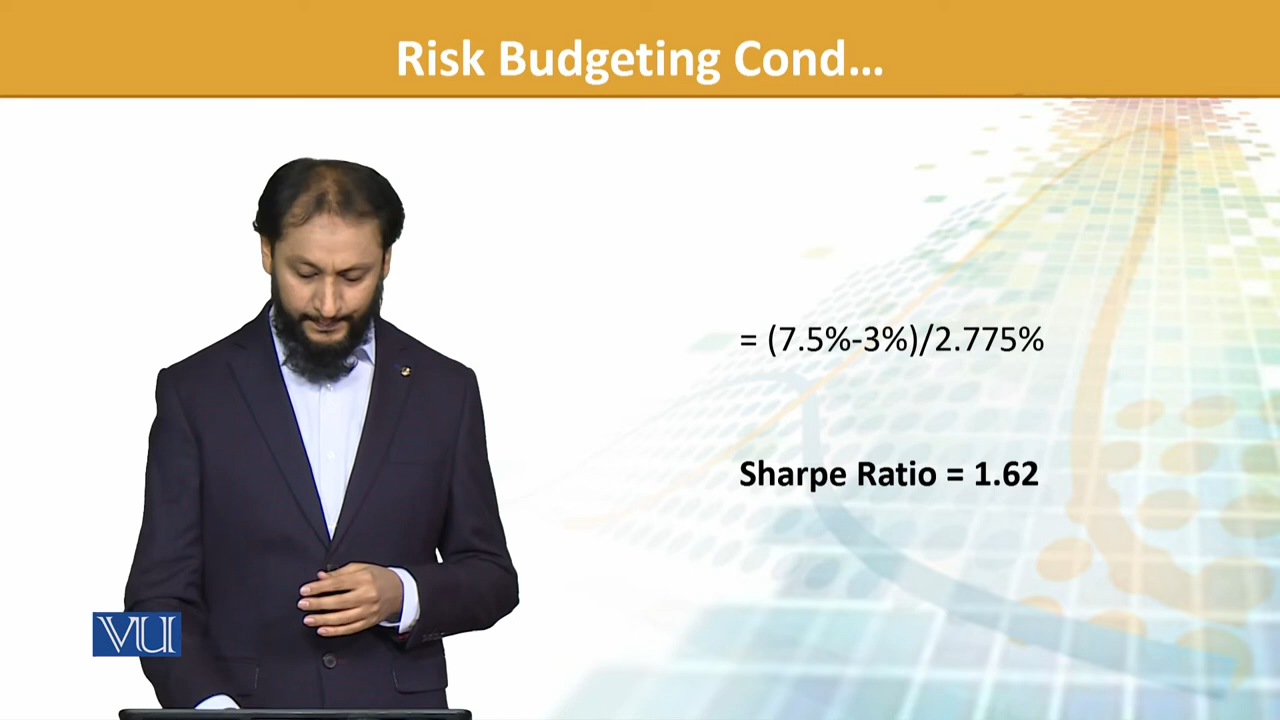 Risk Budgeting Cond...
= (7.5%-3%)/2.775%
Sharpe Ratio = 1.62
VU